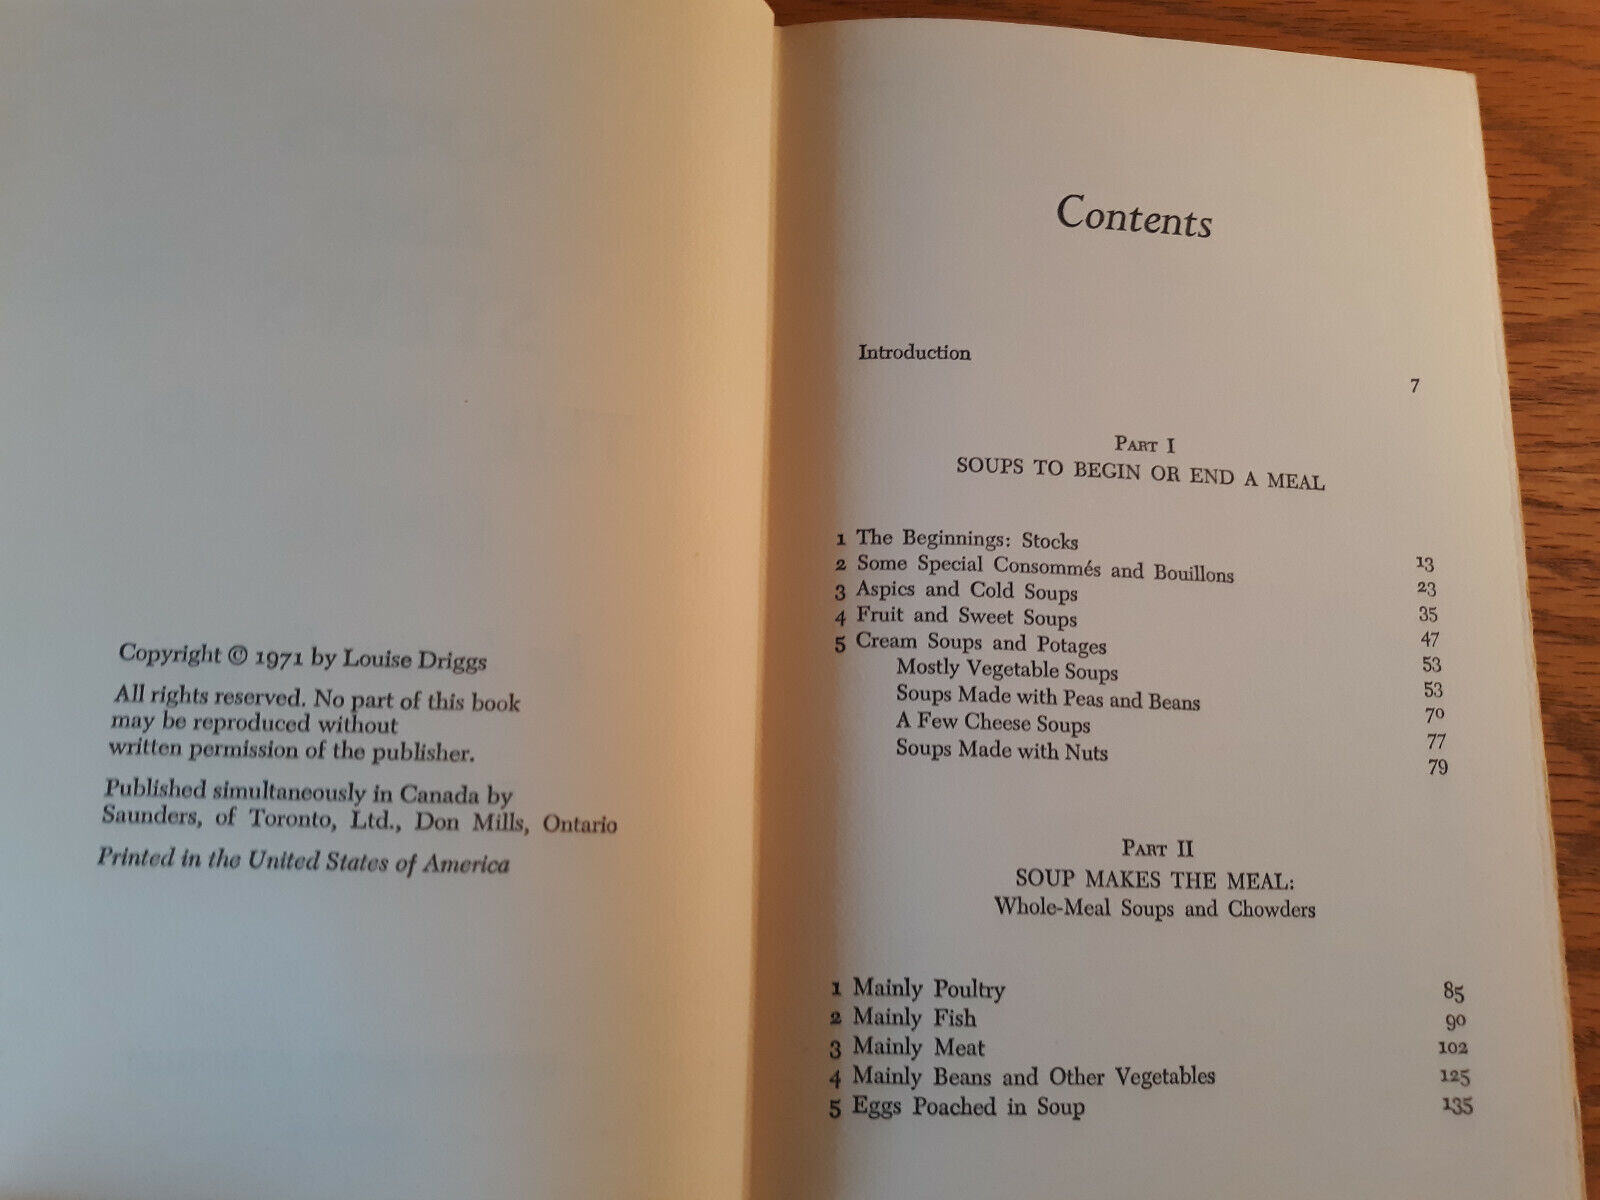 Copyright © 1971 by Louise Driggs
All rights reserved. No part of this book
may be reproduced without
written permission of the publisher.
Published simultaneously in Canada by
Saunders, of Toronto, Ltd., Don Mills, Ontario
Printed in the United States of America
Contents
Introduction 7
Part I
SOUPS TO BEGIN OR END A MEAL
1 The Beginnings: Stocks 13
2 Some Special Consommés and Bouillons 23
3 Aspics and Cold Soups 35
4 Fruit and Sweet Soups 47
5 Cream Soups and Potages 53
Mostly Vegetable Soups 53
Soups Made with Peas and Beans 70
A Few Cheese Soups 77
Soups Made with Nuts 79
Part II
SOUP MAKES THE MEAL:
Whole-Meal Soups and Chowders
1 Mainly Poultry 85
2 Mainly Fish 90
3 Mainly Meat 102
4 Mainly Beans and Other Vegetables 125
5 Eggs Poached in Soup 135